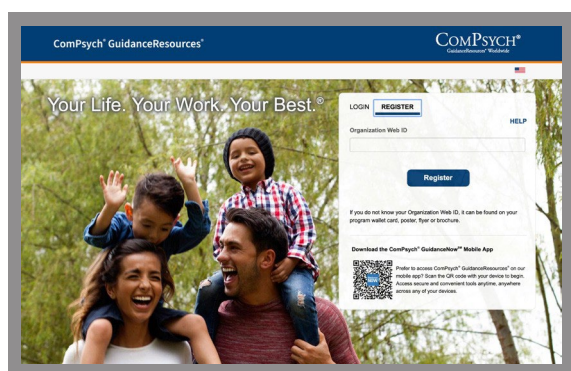 ComPsych® GuidanceResources®
COMPSYCH®
GuidanceResources® Worldwide
Your Life. Your Work. Your Best.®
LOGIN REGISTER
HELP
Organization Web ID
Register
If you do not know your Organization Web ID, it can be found on your
program wallet card, poster, flyer or brochure.
Download the ComPsych® GuidanceNow℠ Mobile App
Prefer to access ComPsych® GuidanceResources® on our
mobile app? Scan the QR code with your device to begin.
Access secure and convenient tools anytime, anywhere
across any of your devices.